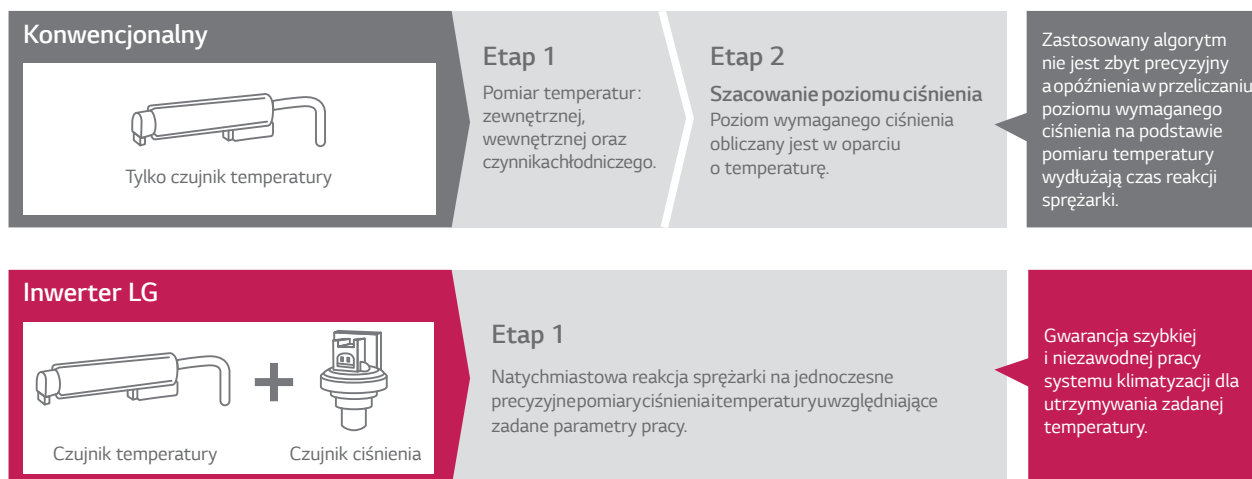 Konwencjonalny
Tylko czujnik temperatury
Etap 1
Pomiar temperatur:
zewnętrznej,
wewnętrznej oraz
czynnikachłodniczego.
Etap 2
Szacowanie poziomu ciśnienia
Poziom wymaganego ciśnienia
obliczany jest w oparciu
o temperaturę.
Zastosowany algorytm
nie jest zbyt precyzyjny
a opóźnienia w przeliczaniu
poziomu wymaganego
ciśnienia na podstawie
pomiaru temperatury
wydłużają czas reakcji
sprężarki.
Inwerter LG
Czujnik temperatury
Czujnik ciśnienia
Etap 1
Natychmiastowa reakcja sprężarki na jednoczesne
precyzyjnepomiaryciśnieniaitemperaturyuwzględniające
zadane parametry pracy.
Gwarancja szybkiej
i niezawodnej pracy
systemu klimatyzacji dla
utrzymywania zadanej
temperatury.